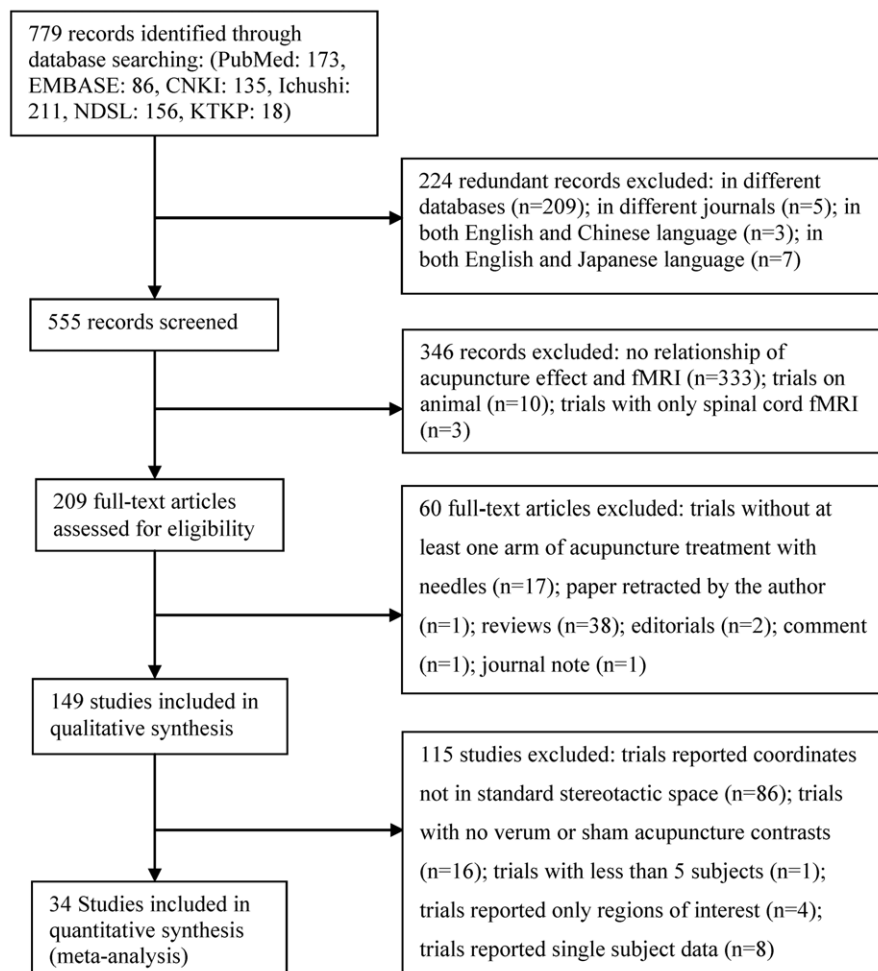 779 records identified through
database searching: (PubMed: 173,
EMBASE: 86, CNKI: 135, Ichushi:
211, NDSL: 156, KTKP: 18)
224 redundant records excluded: in different
databases (n=209); in different journals (n=5); in
both English and Chinese language (n=3); in
both English and Japanese language (n=7)
555 records screened
346 records excluded: no relationship of
acupuncture effect and fMRI (n=333); trials on
animal (n=10); trials with only spinal cord fMRI
(n=3)
209 full-text articles
assessed for eligibility
60 full-text articles excluded: trials without at
least one arm of acupuncture treatment with
needles (n=17); paper retracted by the author
(n=1); reviews (n=38); editorials (n=2); comment
(n=1); journal note (n=1)
149 studies included in
qualitative synthesis
115 studies excluded: trials reported coordinates
not in standard stereotactic space (n=86); trials
with no verum or sham acupuncture contrasts
(n=16); trials with less than 5 subjects (n=1);
trials reported only regions of interest (n=4);
trials reported single subject data (n=8)
34 Studies included in
quantitative synthesis
(meta-analysis)